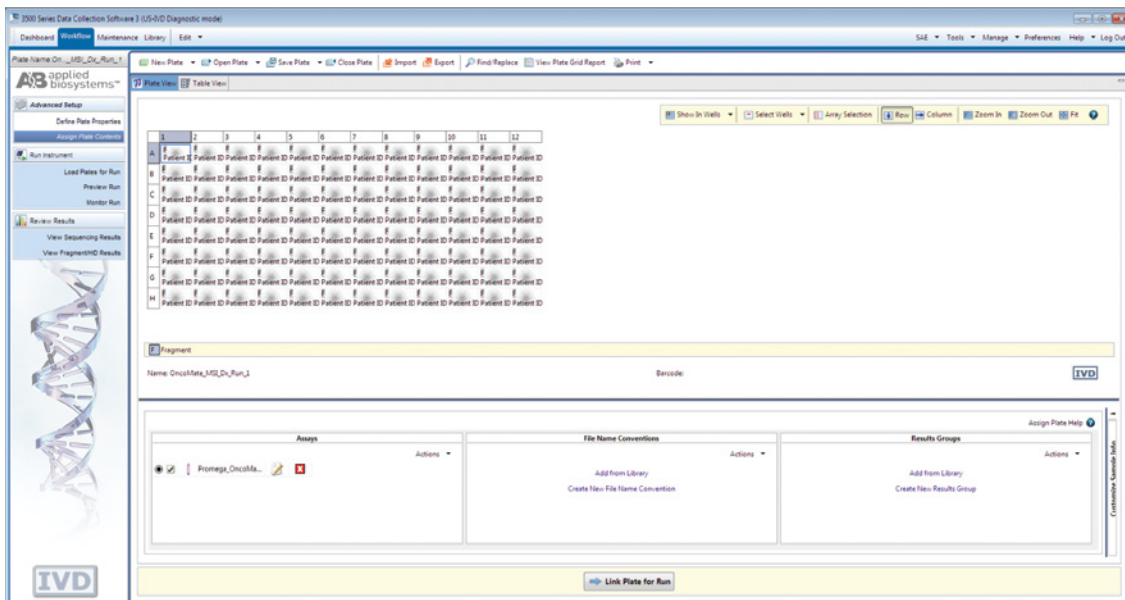 3500 Series Data Collection Software 3 (US-IVD Diagnostic mode)
Dashboard Workflow Maintenance Library Edit SAE Tools Manage Preferences Help Log Out
Plate Name:On..._MSI_Dx_Run_1
New Plate Open Plate Save Plate Close Plate Import Export Find/Replace View Plate Grid Report Print
AB applied biosystems™
Plate View Table View
Advanced Setup
Define Plate Properties
Assign Plate Contents
Run Instrument
Load Plates for Run
Preview Run
Monitor Run
Review Results
View Sequencing Results
View Fragment/HID Results
IVD
Show In Wells Select Wells Array Selection Row Column Zoom In Zoom Out Fit
1 2 3 4 5 6 7 8 9 10 11 12
A F F F F F F F F F F F F
Patient ID Patient ID Patient ID Patient ID Patient ID Patient ID Patient ID Patient ID Patient ID Patient ID Patient ID Patient ID
B F F F F F F F F F F F F
Patient ID Patient ID Patient ID Patient ID Patient ID Patient ID Patient ID Patient ID Patient ID Patient ID Patient ID Patient ID
C F F F F F F F F F F F F
Patient ID Patient ID Patient ID Patient ID Patient ID Patient ID Patient ID Patient ID Patient ID Patient ID Patient ID Patient ID
D F F F F F F F F F F F F
Patient ID Patient ID Patient ID Patient ID Patient ID Patient ID Patient ID Patient ID Patient ID Patient ID Patient ID Patient ID
E F F F F F F F F F F F F
Patient ID Patient ID Patient ID Patient ID Patient ID Patient ID Patient ID Patient ID Patient ID Patient ID Patient ID Patient ID
F F F F F F F F F F F F F
Patient ID Patient ID Patient ID Patient ID Patient ID Patient ID Patient ID Patient ID Patient ID Patient ID Patient ID Patient ID
G F F F F F F F F F F F F
Patient ID Patient ID Patient ID Patient ID Patient ID Patient ID Patient ID Patient ID Patient ID Patient ID Patient ID Patient ID
H F F F F F F F F F F F F
Patient ID Patient ID Patient ID Patient ID Patient ID Patient ID Patient ID Patient ID Patient ID Patient ID Patient ID Patient ID
F Fragment
Name: OncoMate_MSI_Dx_Run_1 Barcode: IVD
Assign Plate Help
Assays File Name Conventions Results Groups
Actions Actions Actions
Promega_OncoMa... Add from Library Add from Library
Create New File Name Convention Create New Results Group
Customize Sample Info
Link Plate for Run